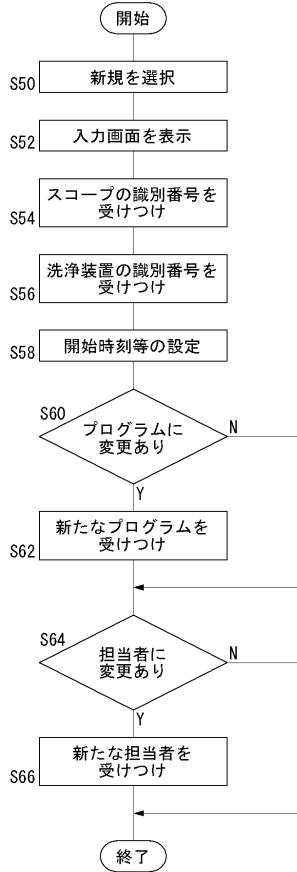 開始
S50
新規を選択
S52
入力画面を表示
S54
スコープの識別番号を
受けつけ
S56
洗浄装置の識別番号を
受けつけ
S58
開始時刻等の設定
S60
プログラムに
変更あり
N
Y
S62
新たなプログラムを
受けつけ
S64
担当者に
変更あり
N
Y
S66
新たな担当者を
受けつけ
終了